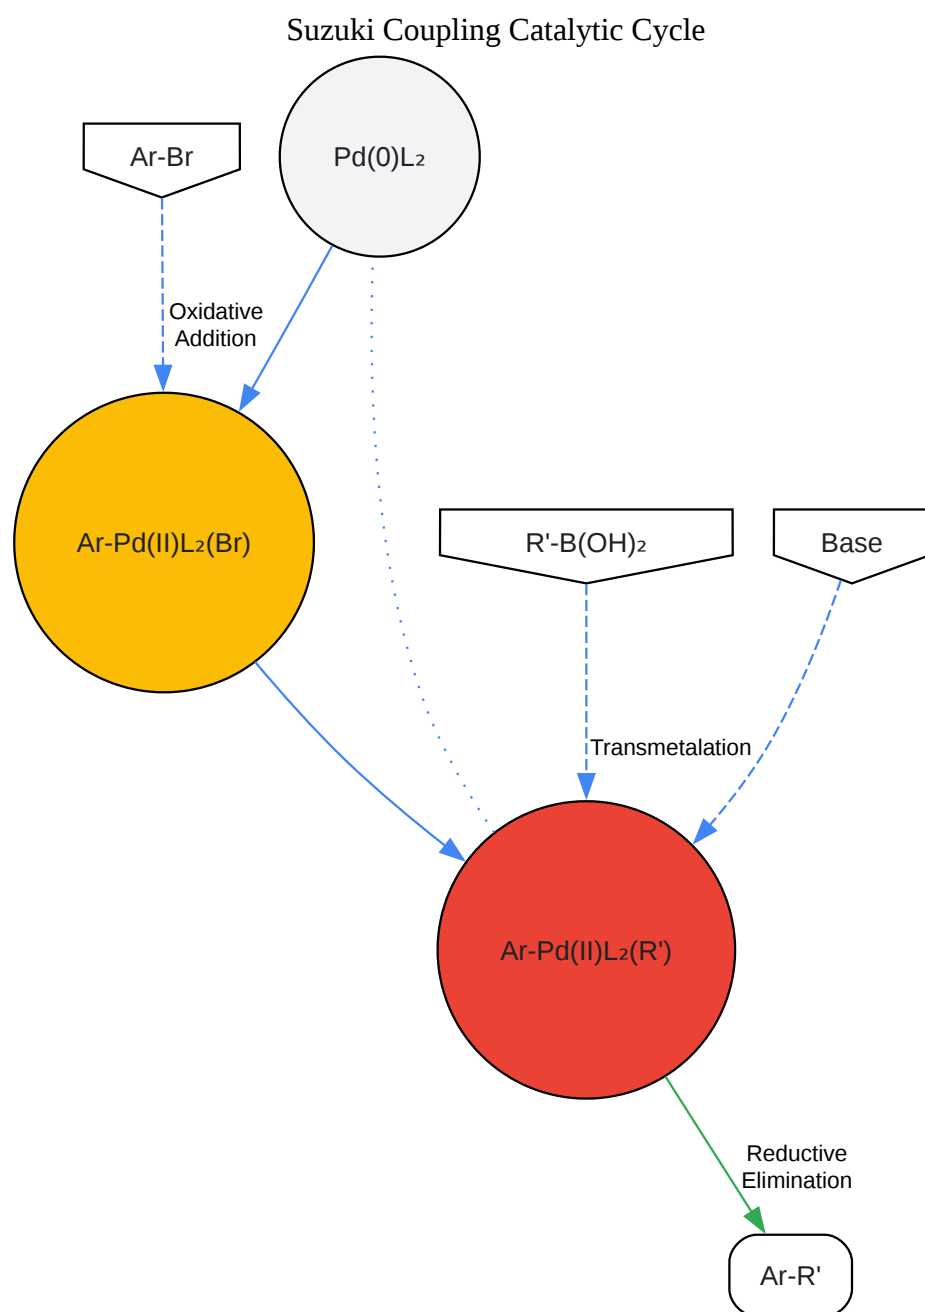 Suzuki Coupling Catalytic Cycle
Ar-Br
Pd(0)L₂
Oxidative
Addition
Ar-Pd(II)L₂(Br)
R'-B(OH)₂
Base
Transmetalation
Ar-Pd(II)L₂(R')
Reductive
Elimination
Ar-R'